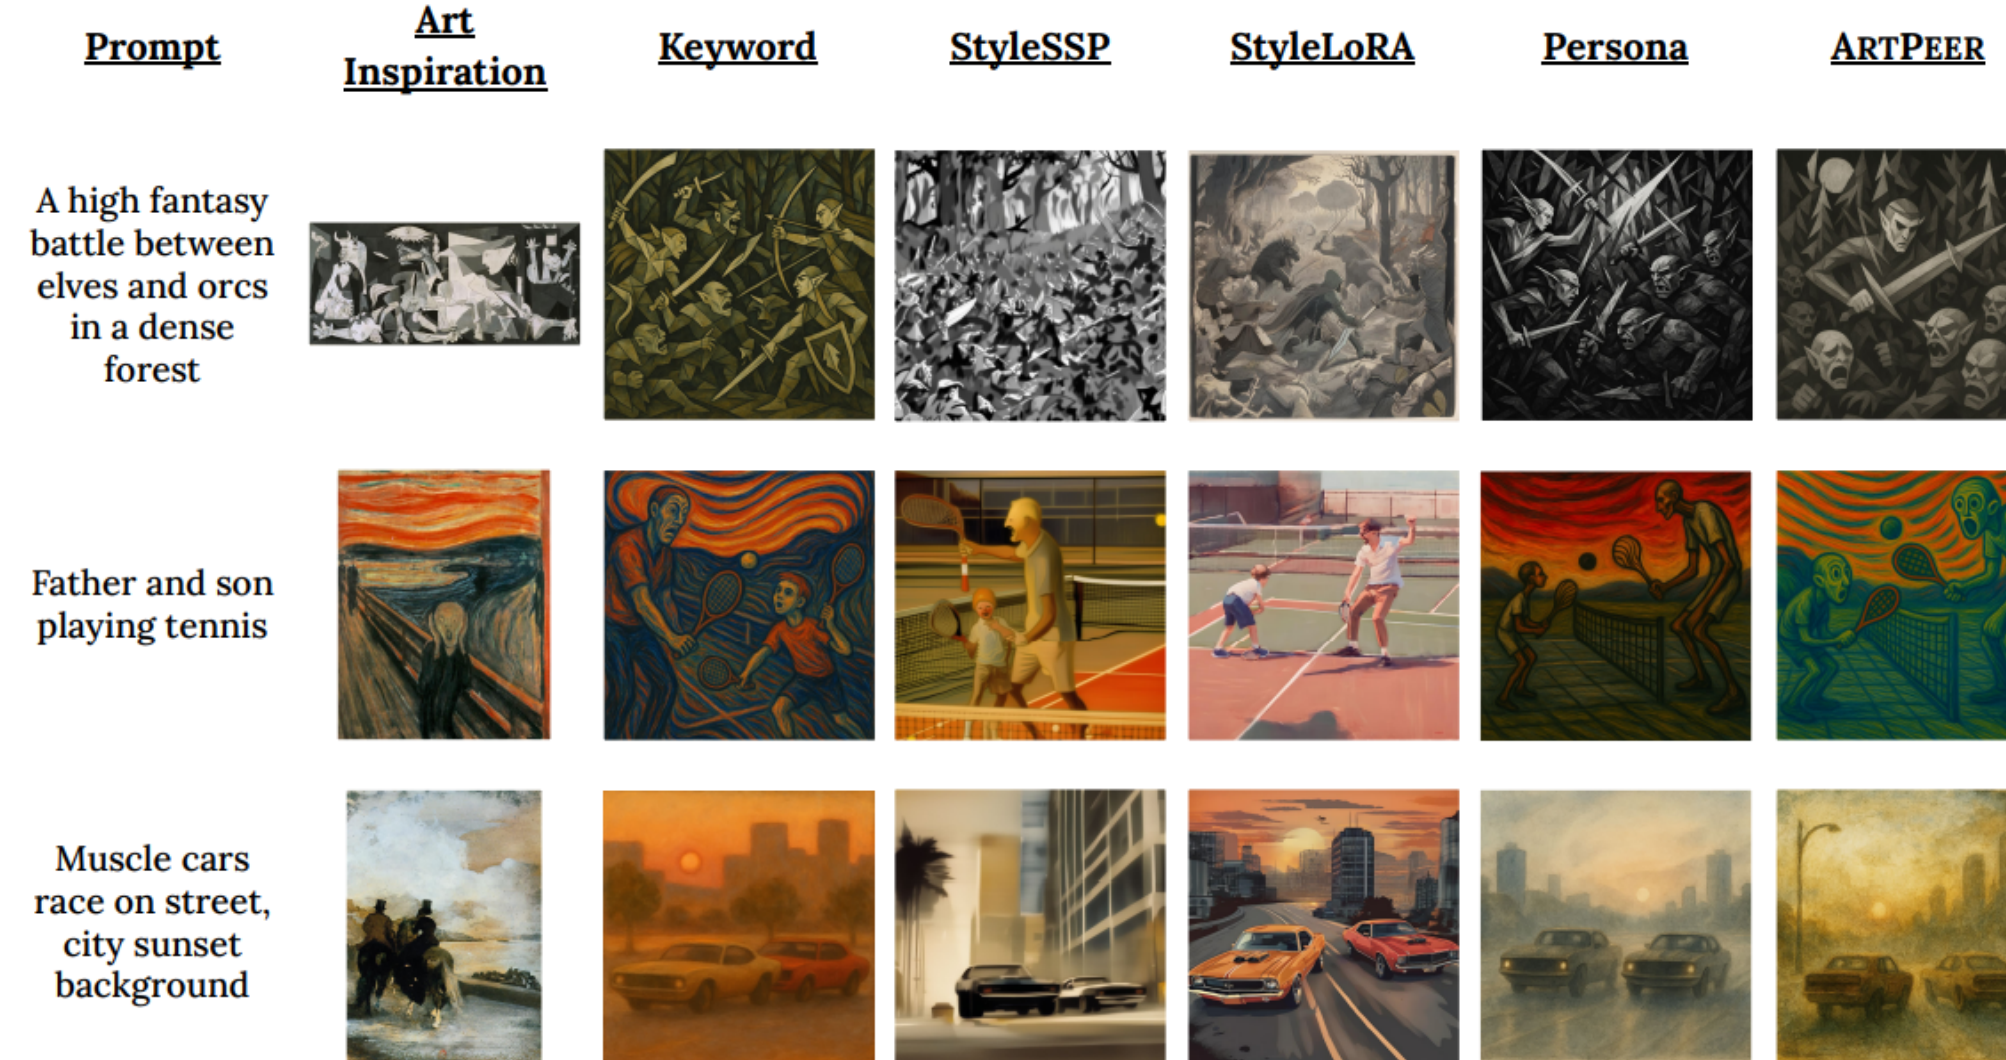 Prompt
Art
Inspiration
Keyword
StyleSSP
StyleLoRA
Persona
ARTPEER
A high fantasy
battle between
elves and orcs
in a dense
forest
Father and son
playing tennis
Muscle cars
race on street,
city sunset
background